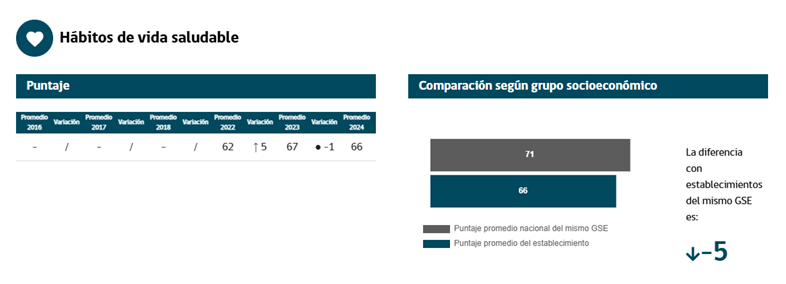 Hábitos de vida saludable
Puntaje
Promedio 2016 Variación Promedio 2017 Variación Promedio 2018 Variación Promedio 2022 Variación Promedio 2023 Variación Promedio 2024
– / – / – / 62 ↑ 5 67 ● –1 66
Comparación según grupo socioeconómico
71
66
Puntaje promedio nacional del mismo GSE
Puntaje promedio del establecimiento
La diferencia
con
establecimientos
del mismo GSE
es:
↓–5